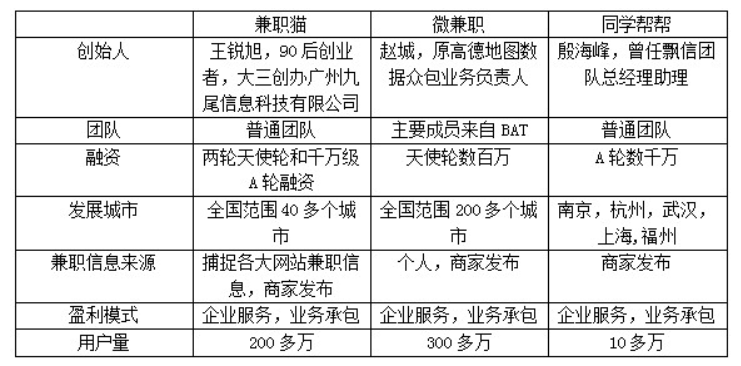 兼职猫 微兼职 同学帮帮
创始人 王锐旭，90 后创业 赵城，原高德地图数 殷海峰，曾任飘信团
者，大三创办广州九 据众包业务负责人 队总经理助理
尾信息科技有限公司
团队 普通团队 主要成员来自 BAT 普通团队
融资 两轮天使轮和千万级 天使轮数百万 A 轮数千万
A 轮融资
发展城市 全国范围 40 多个城 全国范围 200 多个城 南京，杭州，武汉，
市 市 上海,福州
兼职信息来源 捕捉各大网站兼职信 个人，商家发布 商家发布
息，商家发布
盈利模式 企业服务，业务承包 企业服务，业务承包 企业服务，业务承包
用户量 200 多万 300 多万 10 多万